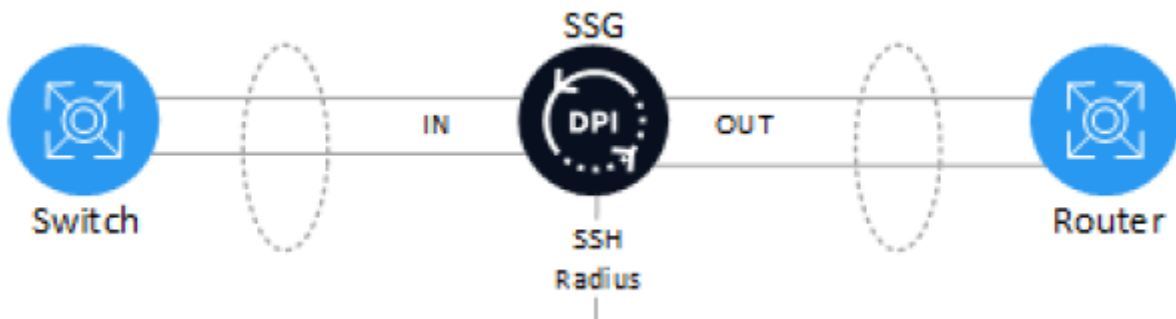 SSG
IN
DPI
OUT
Switch
Router
SSH
Radius